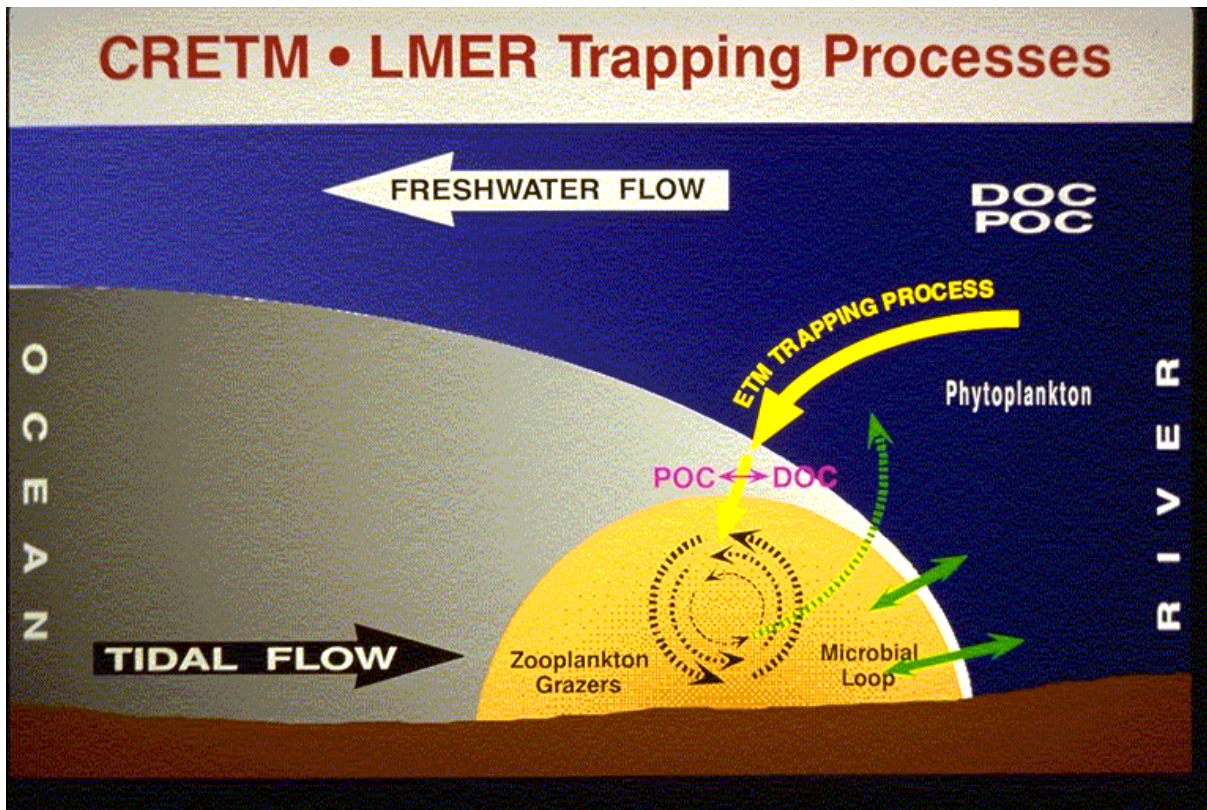 CRETM • LMER Trapping Processes
FRESHWATER FLOW
DOC
POC
ETM TRAPPING PROCESS
OCEAN
Phytoplankton
RIVER
POC DOC
TIDAL FLOW
Zooplankton
Grazers
Microbial
Loop